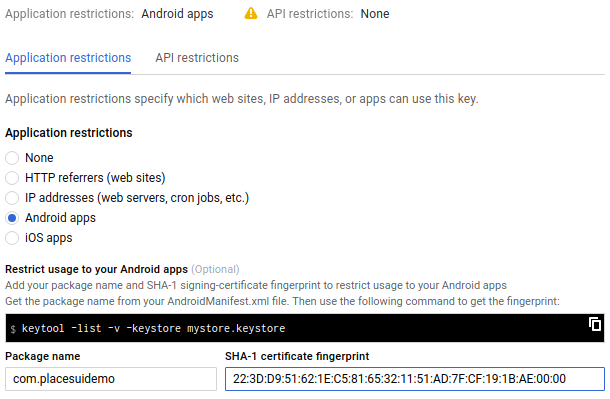 Application restrictions: Android apps API restrictions: None
Application restrictions API restrictions
Application restrictions specify which web sites, IP addresses, or apps can use this key.
Application restrictions
None
HTTP referrers (web sites)
IP addresses (web servers, cron jobs, etc.)
Android apps
iOS apps
Restrict usage to your Android apps (Optional)
Add your package name and SHA-1 signing-certificate fingerprint to restrict usage to your Android apps
Get the package name from your AndroidManifest.xml file. Then use the following command to get the fingerprint:
$ keytool -list -v -keystore mystore.keystore
Package name SHA-1 certificate fingerprint
com.placesuidemo 22:3D:D9:51:62:1E:C5:81:65:32:11:51:AD:7F:CF:19:1B:AE:00:00